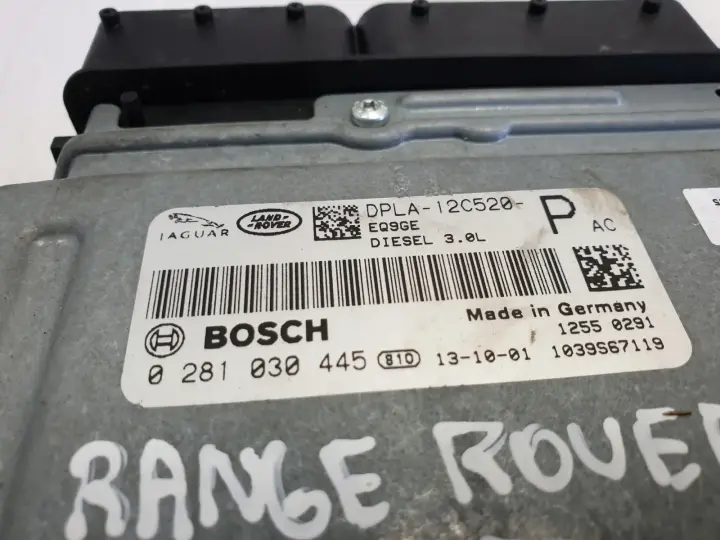 JAGUAR
LAND-
ROVER
DPLA-12C520-
P
AC
EQ9GE
DIESEL 3.0L
Made in Germany
BOSCH
1255 0291
0 281 030 445
810
13-10-01
1039S67119
RANGE ROVER